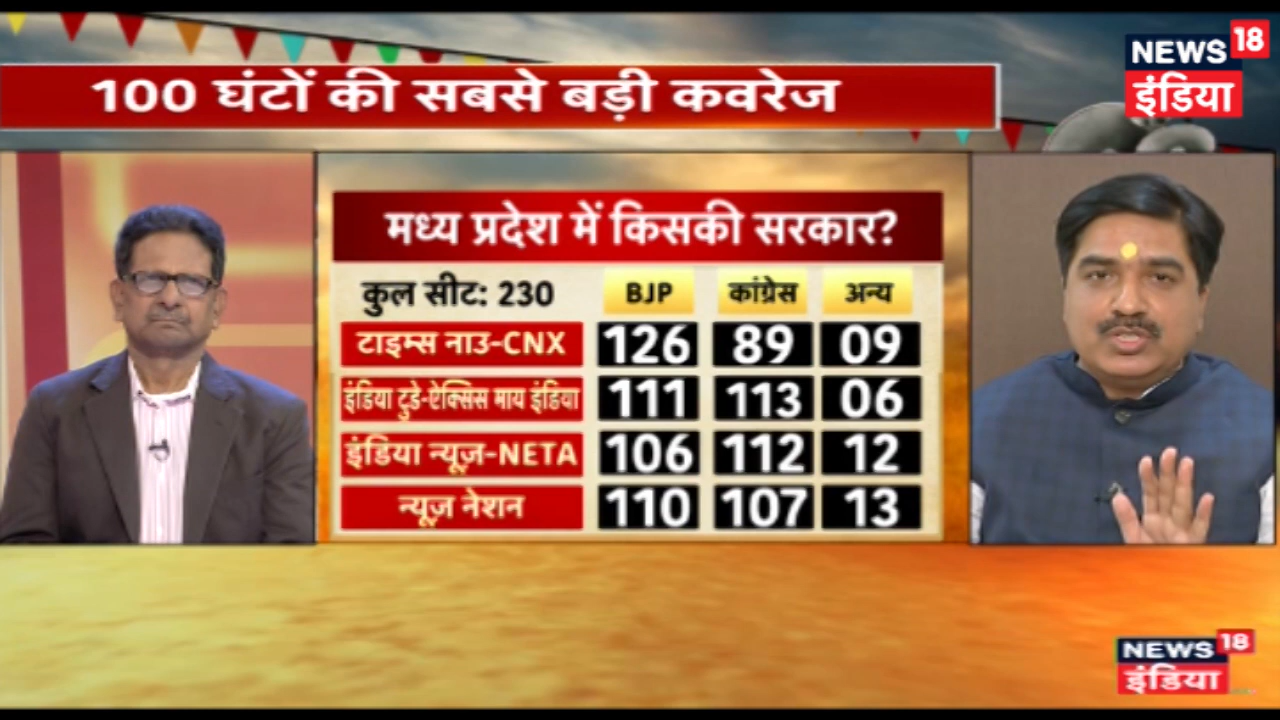 NEWS 18
इंडिया
100 घंटों की सबसे बड़ी कवरेज
मध्य प्रदेश में किसकी सरकार?
कुल सीट: 230 BJP कांग्रेस अन्य
टाइम्स नाउ-CNX 126 89 09
इंडिया टुडे-ऐक्सिस माय इंडिया 111 113 06
इंडिया न्यूज़-NETA 106 112 12
न्यूज़ नेशन 110 107 13
NEWS 18
इंडिया